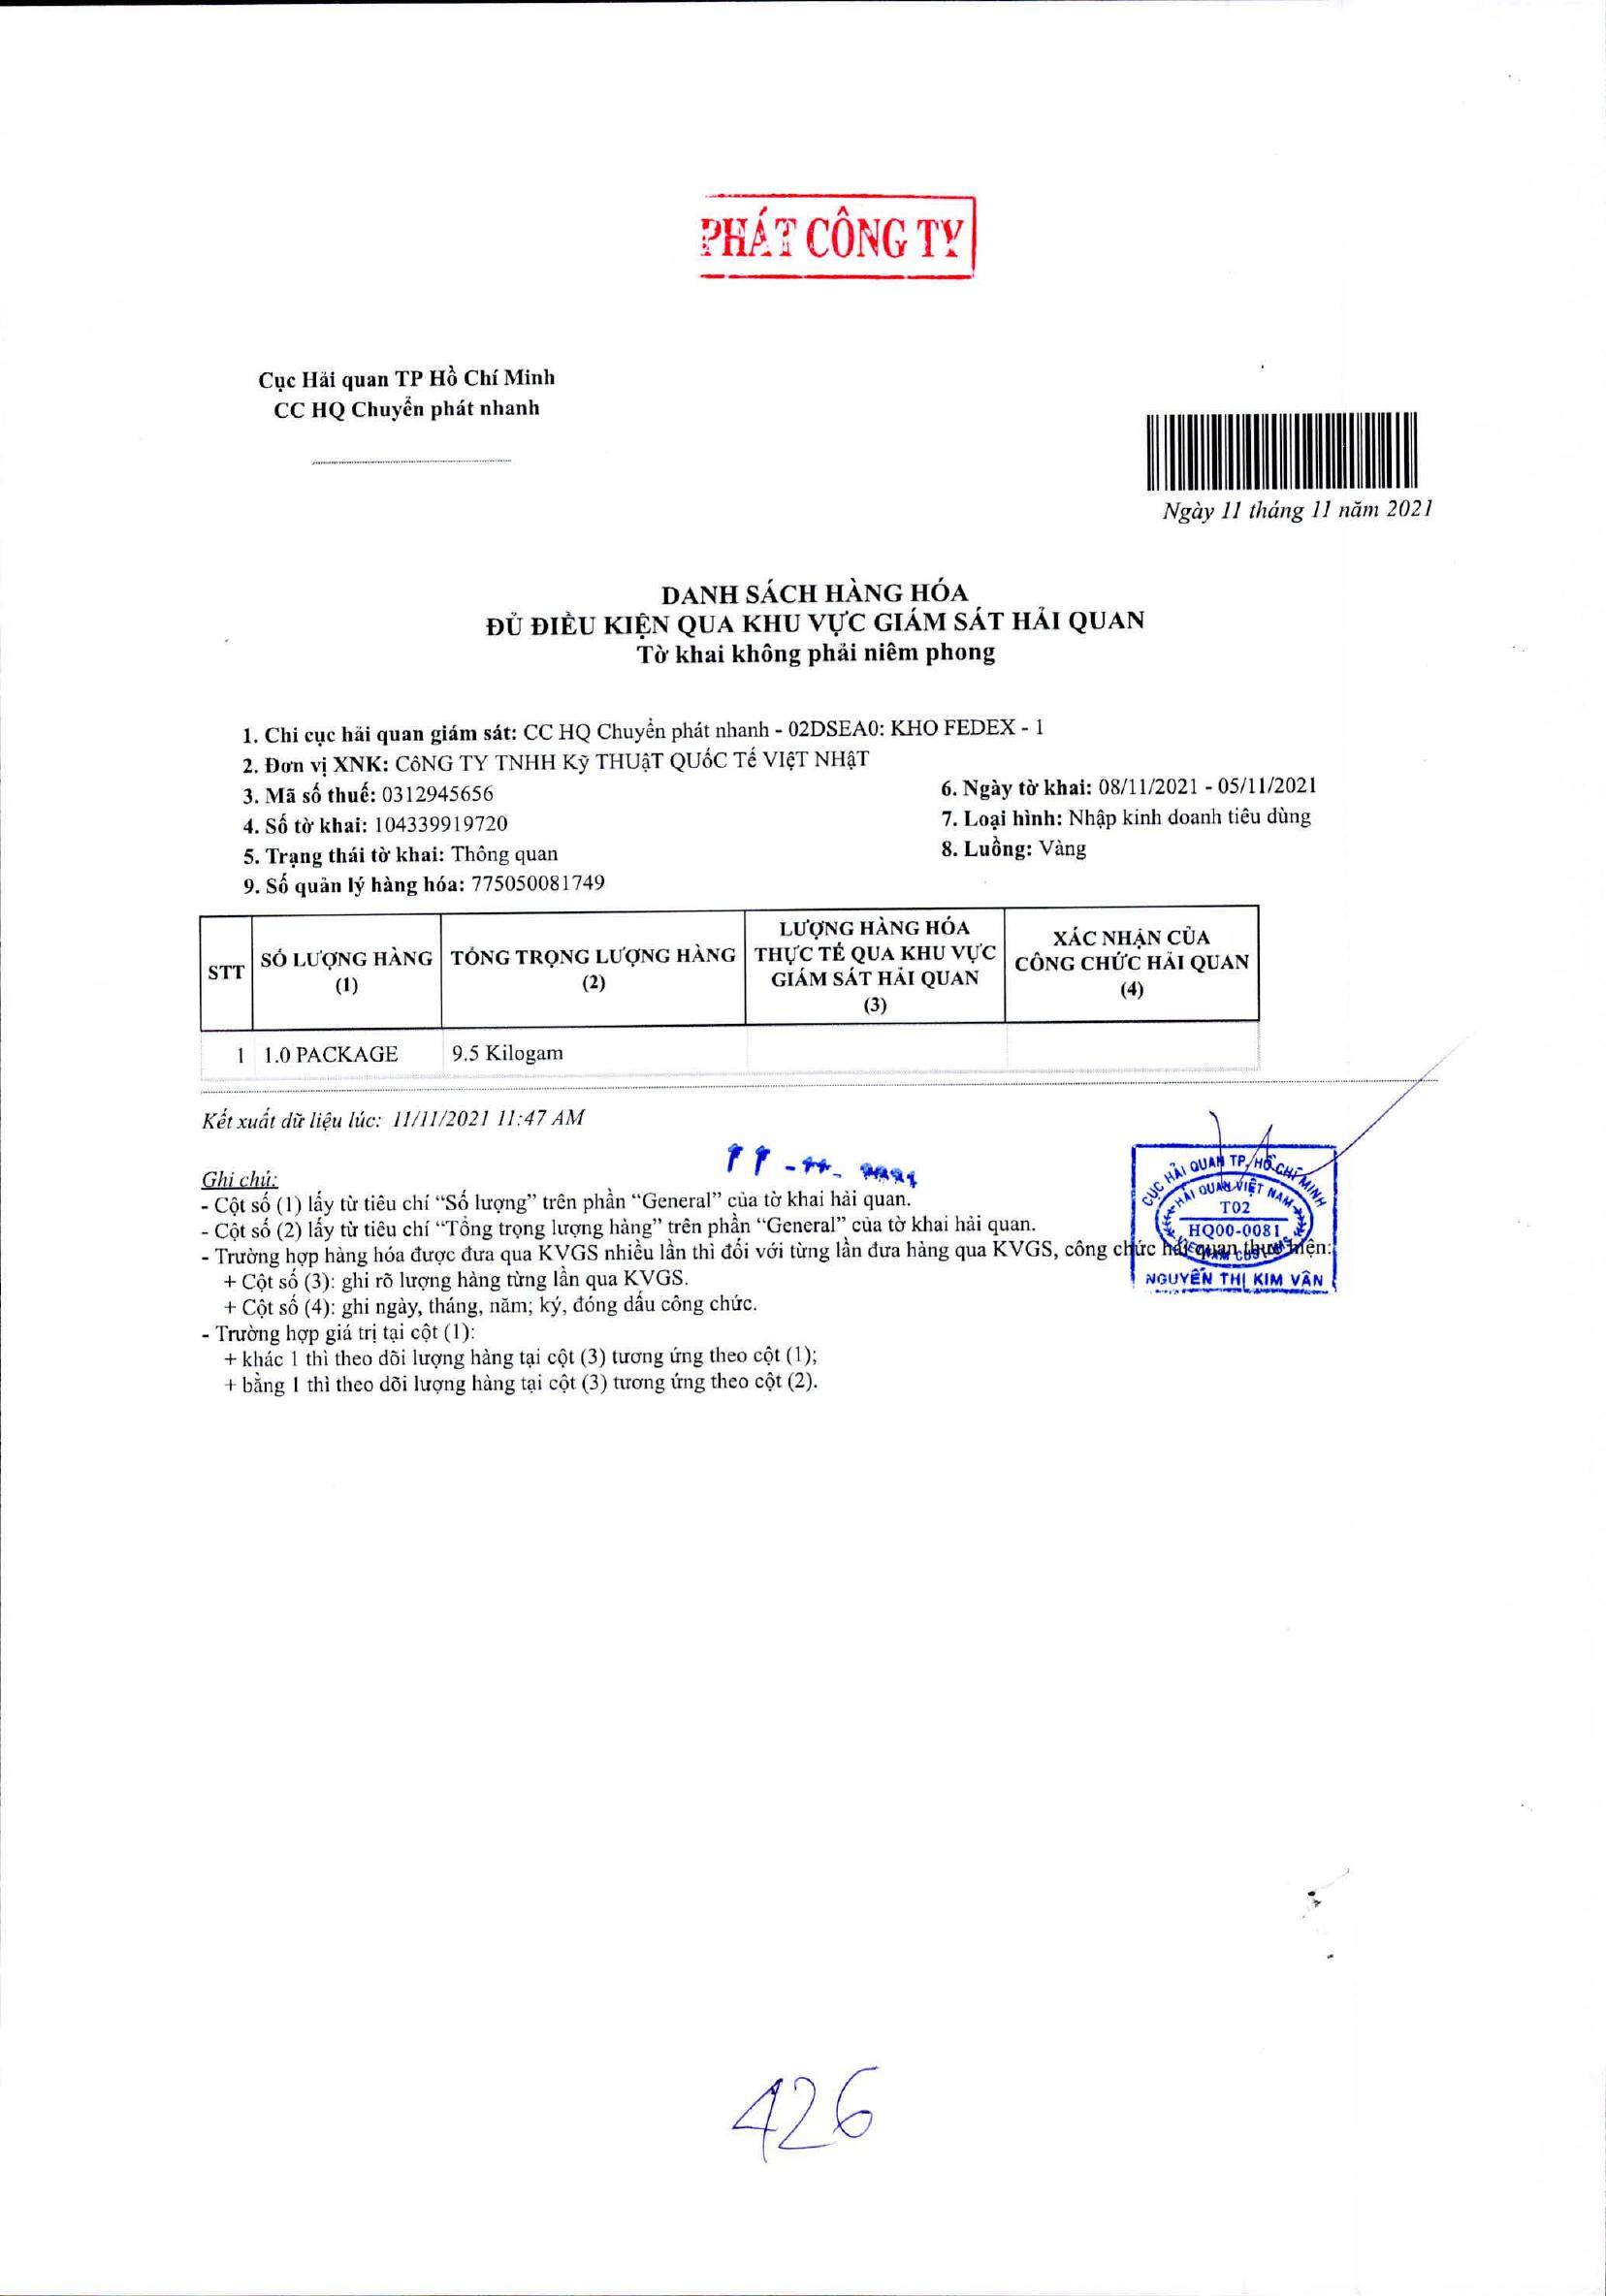 PHÁT CÔNG TY
Cục Hải quan TP Hồ Chí Minh
CC HQ Chuyển phát nhanh
Ngày 11 tháng 11 năm 2021
DANH SÁCH HÀNG HÓA
ĐỦ ĐIỀU KIỆN QUA KHU VỰC GIÁM SÁT HẢI QUAN
Tờ khai không phải niêm phong
1. Chi cục hải quan giám sát: CC HQ Chuyển phát nhanh - 02DSEA0: KHO FEDEX - 1
2. Đơn vị XNK: CôNG TY TNHH Kỹ THUậT QUốC Tế VIệT NHậT
3. Mã số thuế: 0312945656
6. Ngày tờ khai: 08/11/2021 - 05/11/2021
4. Số tờ khai: 104339919720
7. Loại hình: Nhập kinh doanh tiêu dùng
5. Trạng thái tờ khai: Thông quan
8. Luồng: Vàng
9. Số quản lý hàng hóa: 775050081749
STT
SỐ LƯỢNG HÀNG
(1)
TỔNG TRỌNG LƯỢNG HÀNG
(2)
LƯỢNG HÀNG HÓA
THỰC TẾ QUA KHU VỰC
GIÁM SÁT HẢI QUAN
(3)
XÁC NHẬN CỦA
CÔNG CHỨC HẢI QUAN
(4)
1 1.0 PACKAGE 9.5 Kilogam
Kết xuất dữ liệu lúc: 11/11/2021 11:47 AM
11 -11- 2021
CỤC HẢI QUAN TP. HỒ CHÍ MINH
HẢI QUAN VIỆT NAM
T02
HQ00-0081
VIETNAM CUSTOMS
NGUYỄN THỊ KIM VÂN
Ghi chú:
- Cột số (1) lấy từ tiêu chí “Số lượng” trên phần “General” của tờ khai hải quan.
- Cột số (2) lấy từ tiêu chí “Tổng trọng lượng hàng” trên phần “General” của tờ khai hải quan.
- Trường hợp hàng hóa được đưa qua KVGS nhiều lần thì đối với từng lần đưa hàng qua KVGS, công chức hải quan thực hiện:
+ Cột số (3): ghi rõ lượng hàng từng lần qua KVGS.
+ Cột số (4): ghi ngày, tháng, năm; ký, đóng dấu công chức.
- Trường hợp giá trị tại cột (1):
+ khác 1 thì theo dõi lượng hàng tại cột (3) tương ứng theo cột (1);
+ bằng 1 thì theo dõi lượng hàng tại cột (3) tương ứng theo cột (2).
426